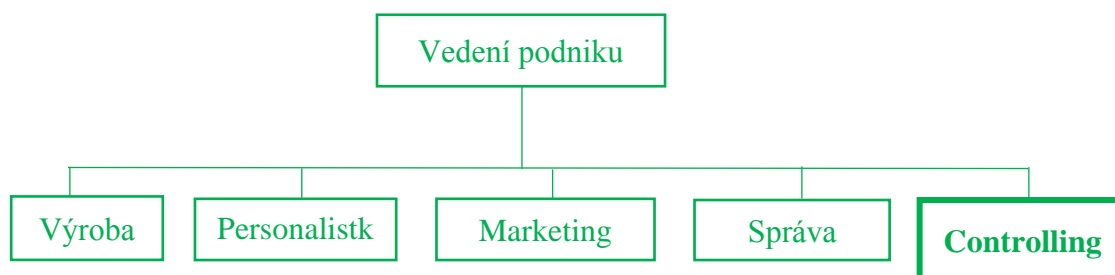 Vedení podniku
Výroba
Personalistk
Marketing
Správa
Controlling